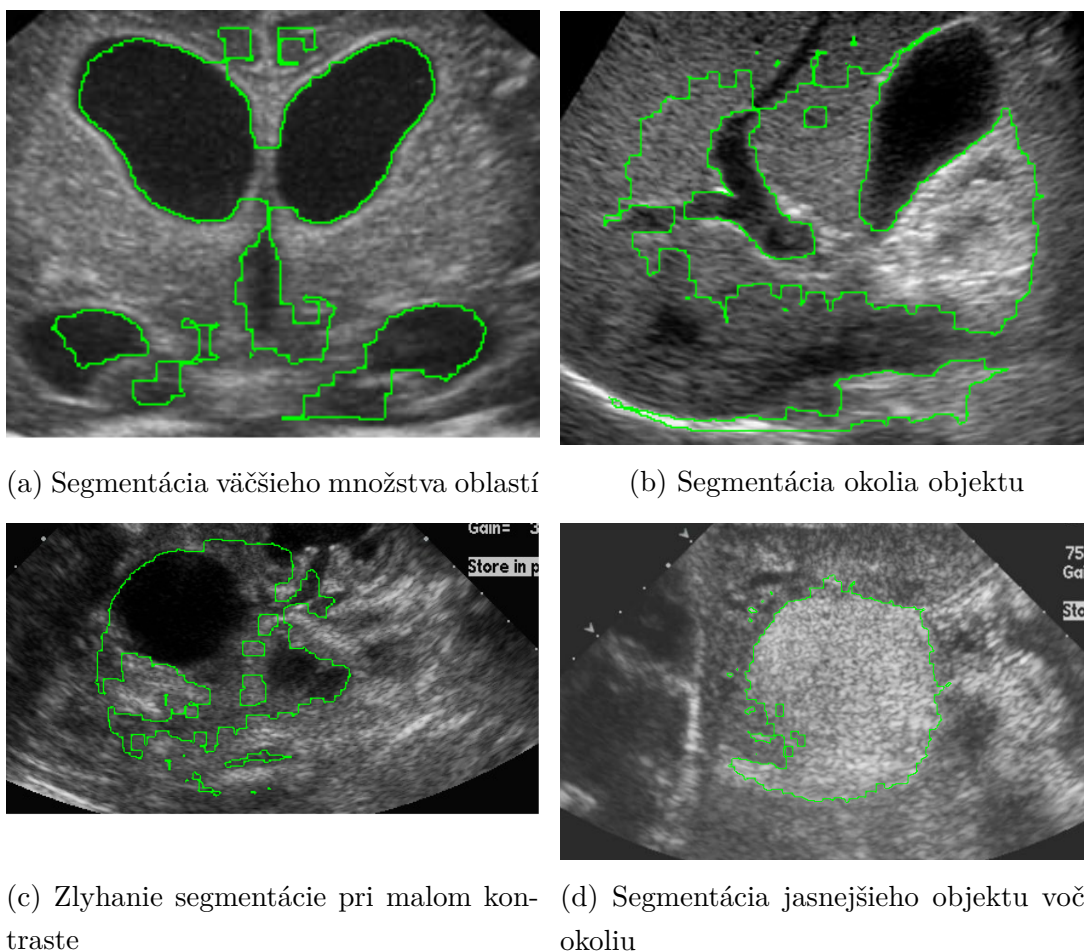 (a) Segmentácia väčšieho množstva oblastí
(b) Segmentácia okolia objektu
Gain= 3
Store in p
75
Ga
Sto
(c) Zlyhanie segmentácie pri malom kon-
traste
(d) Segmentácia jasnejšieho objektu voč
okoliu